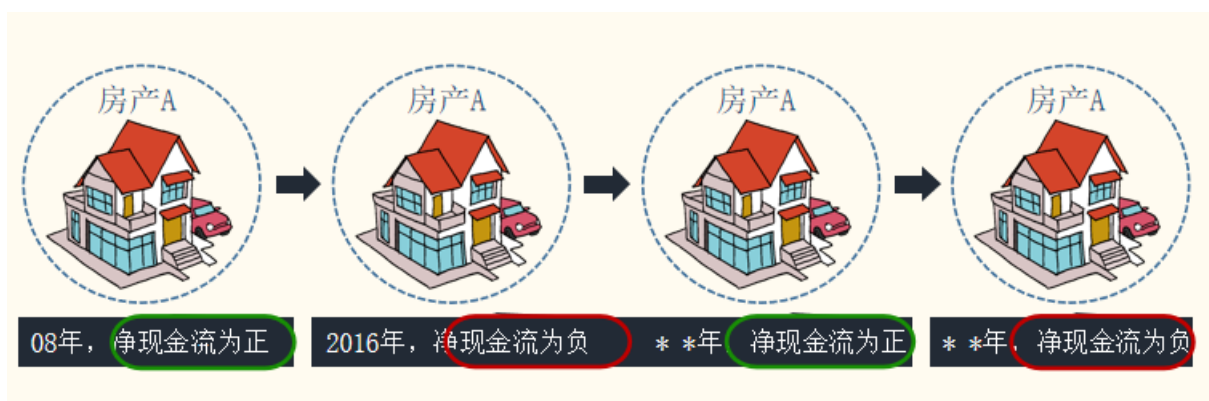 房产A
房产A
房产A
房产A
08年，净现金流为正
2016年，净现金流为负
* *年，净现金流为正
* *年，净现金流为负